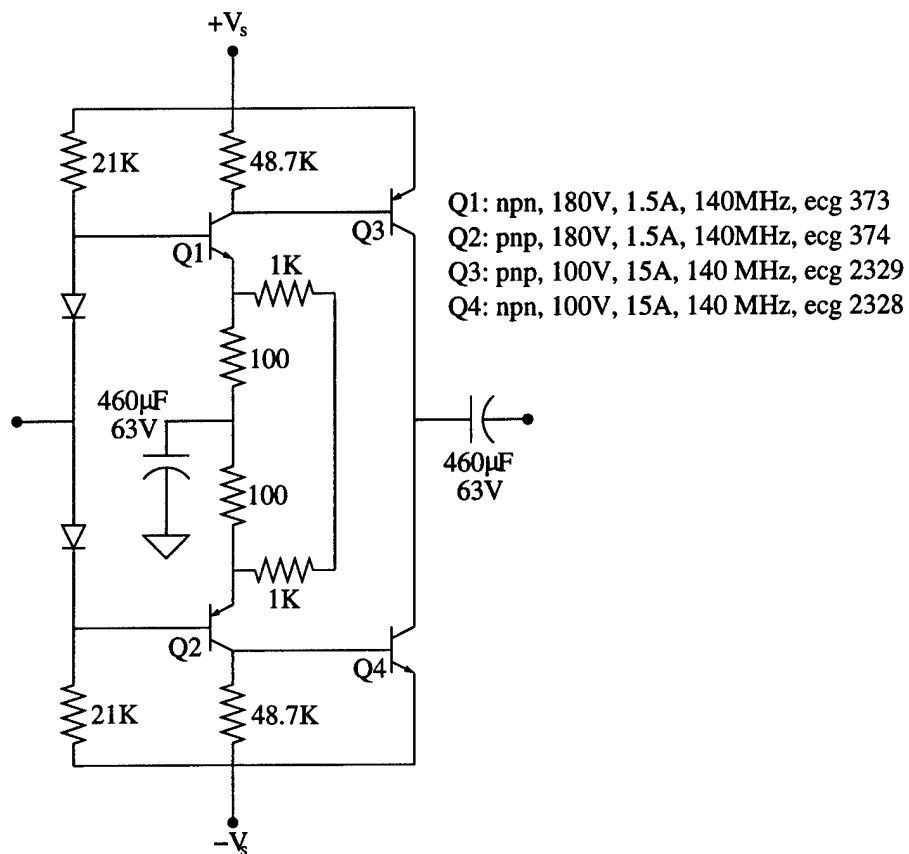 +Vs
21K
48.7K
Q1
Q3
1K
100
460µF
63V
100
1K
Q2
Q4
21K
48.7K
460µF
63V
−Vs
Q1: npn, 180V, 1.5A, 140MHz, ecg 373
Q2: pnp, 180V, 1.5A, 140MHz, ecg 374
Q3: pnp, 100V, 15A, 140 MHz, ecg 2329
Q4: npn, 100V, 15A, 140 MHz, ecg 2328